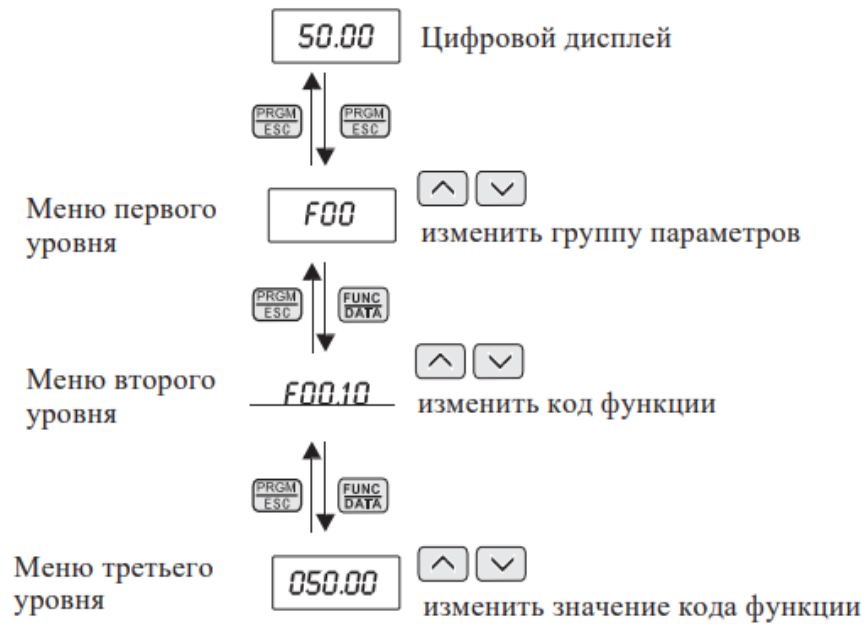 50.00 Цифровой дисплей
PRGM PRGM
ESC ESC
Меню первого
уровня
F00
изменить группу параметров
PRGM FUNC
ESC DATA
Меню второго
уровня
F00.10
изменить код функции
PRGM FUNC
ESC DATA
Меню третьего
уровня
050.00
изменить значение кода функции